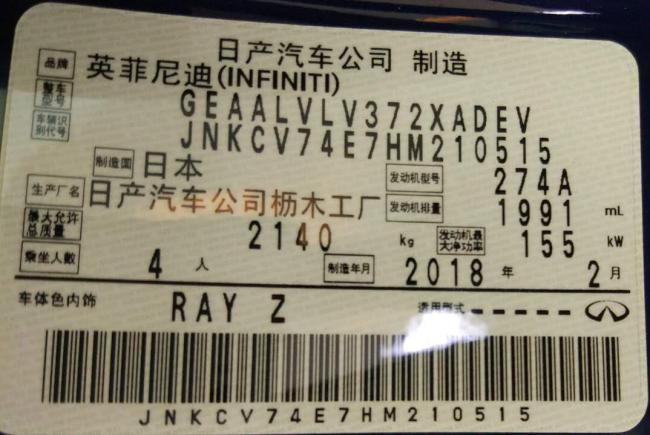 日产汽车公司 制造
品牌 英菲尼迪(INFINITI)
整车型号 GEAALVLV372XADEV
车辆识别代号 JNKCV74E7HM210515
制造国 日本 发动机型号 274A
生产厂名 日产汽车公司枥木工厂 发动机排量 1991 mL
最大允许总质量 2140 kg 发动机最大净功率 155 kW
乘坐人数 4 人 制造年月 2018 年 2 月
车体色内饰 RAY Z 适用型式 ------
JNKCV74E7HM210515